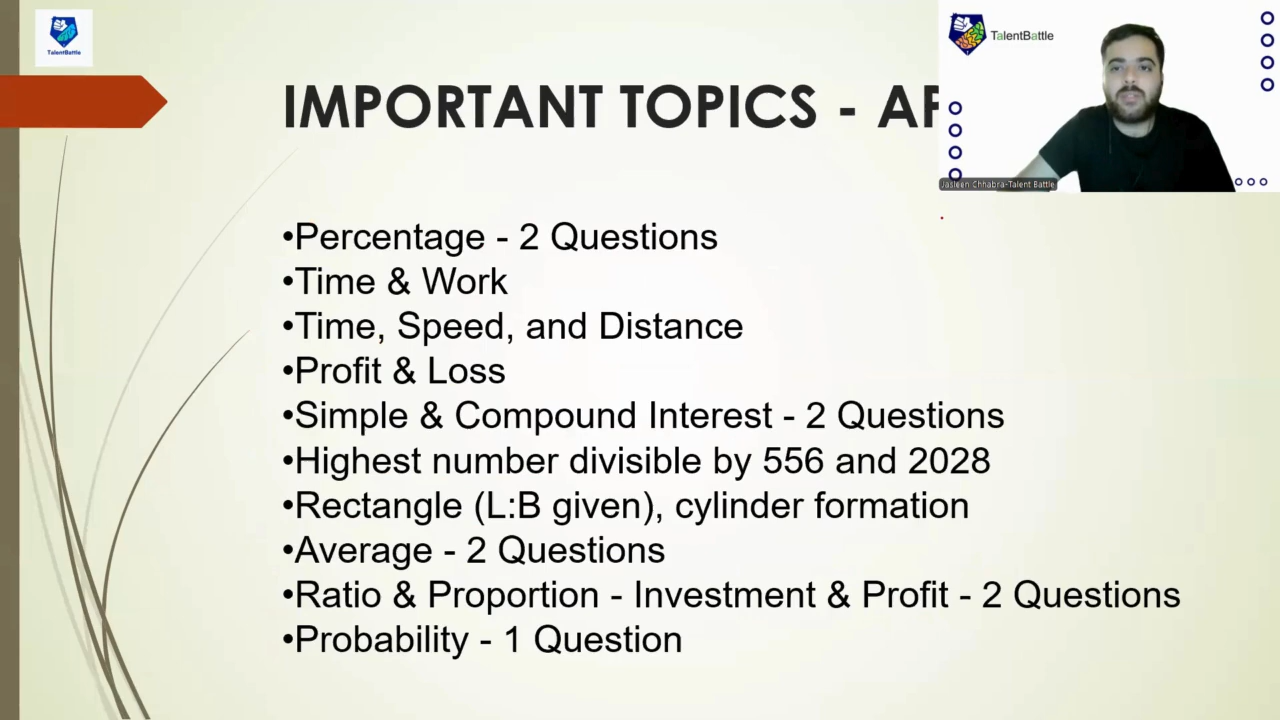 TalentBattle
IMPORTANT TOPICS - AP
TalentBattle
Jasleen Chhabra-Talent Battle
•Percentage - 2 Questions
•Time & Work
•Time, Speed, and Distance
•Profit & Loss
•Simple & Compound Interest - 2 Questions
•Highest number divisible by 556 and 2028
•Rectangle (L:B given), cylinder formation
•Average - 2 Questions
•Ratio & Proportion - Investment & Profit - 2 Questions
•Probability - 1 Question